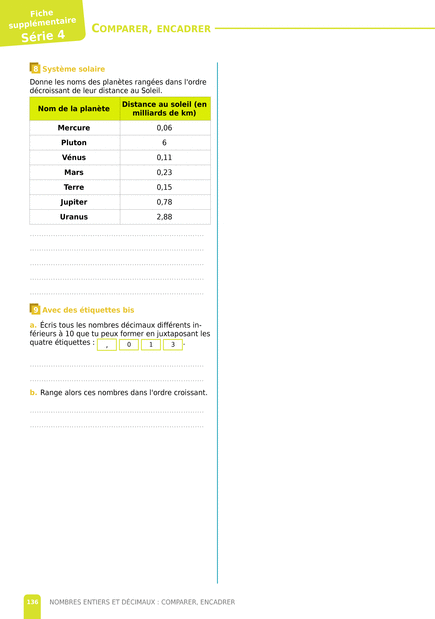 Fiche
supplémentaire
Série 4
COMPARER, ENCADRER
8 Système solaire
Donne les noms des planètes rangées dans l'ordre
décroissant de leur distance au Soleil.
Nom de la planète
Distance au soleil (en
milliards de km)
Mercure 0,06
Pluton 6
Vénus 0,11
Mars 0,23
Terre 0,15
Jupiter 0,78
Uranus 2,88
9 Avec des étiquettes bis
a. Écris tous les nombres décimaux différents in-
férieurs à 10 que tu peux former en juxtaposant les
quatre étiquettes : , 0 1 3 .
b. Range alors ces nombres dans l'ordre croissant.
136 NOMBRES ENTIERS ET DÉCIMAUX : COMPARER, ENCADRER